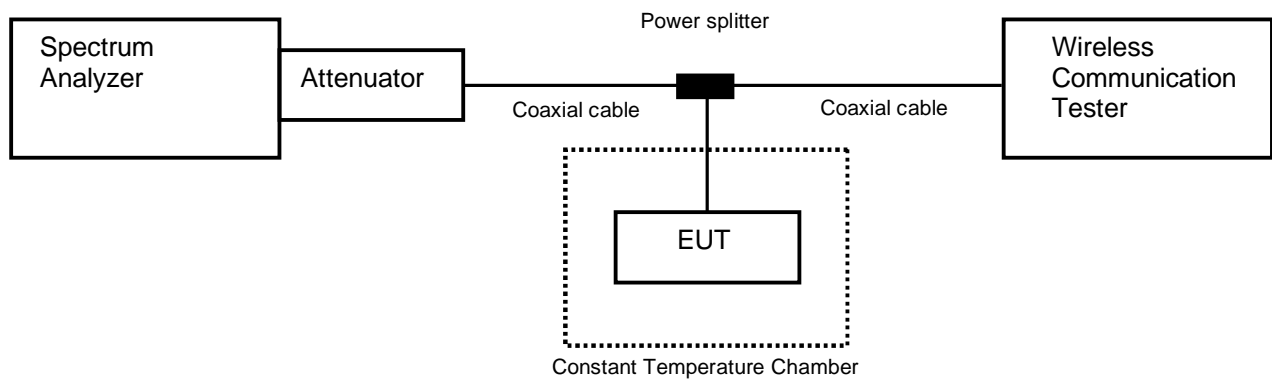 Power splitter
Spectrum
Analyzer
Attenuator
Wireless
Communication
Tester
Coaxial cable
Coaxial cable
EUT
Constant Temperature Chamber